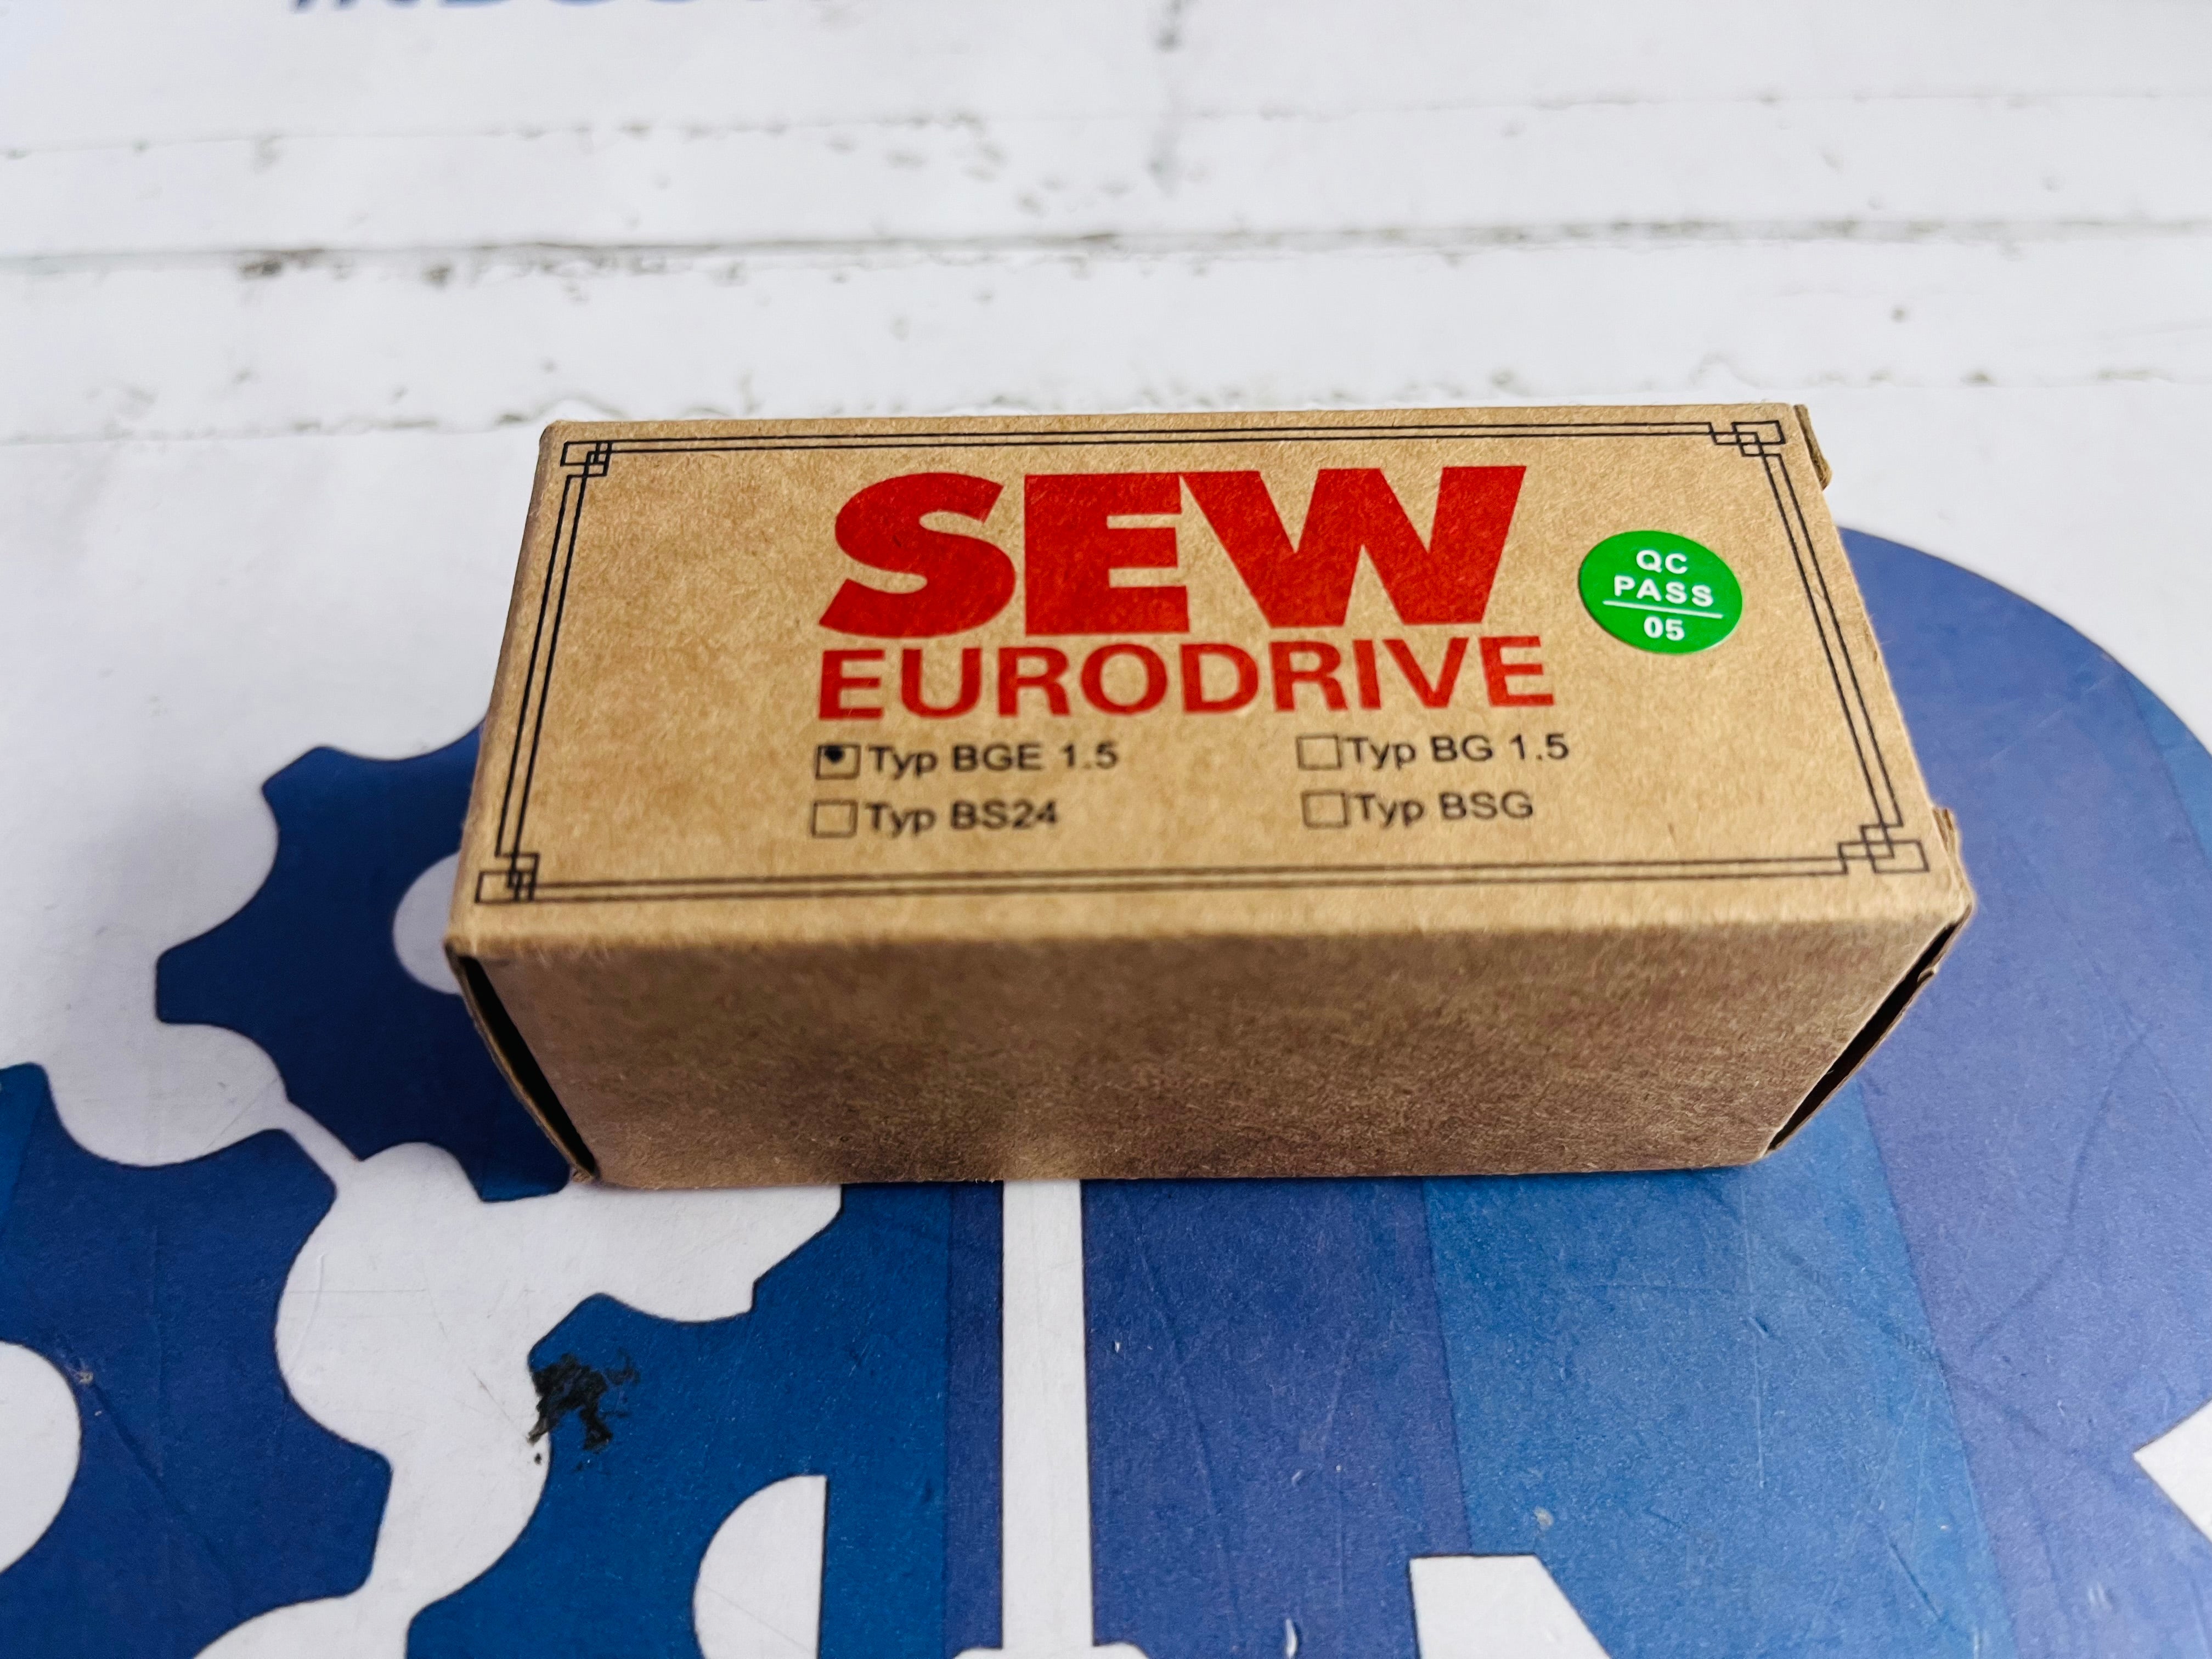 SEW
EURODRIVE
QC
PASS
05
Typ BGE 1.5
Typ BG 1.5
Typ BS24
Typ BSG